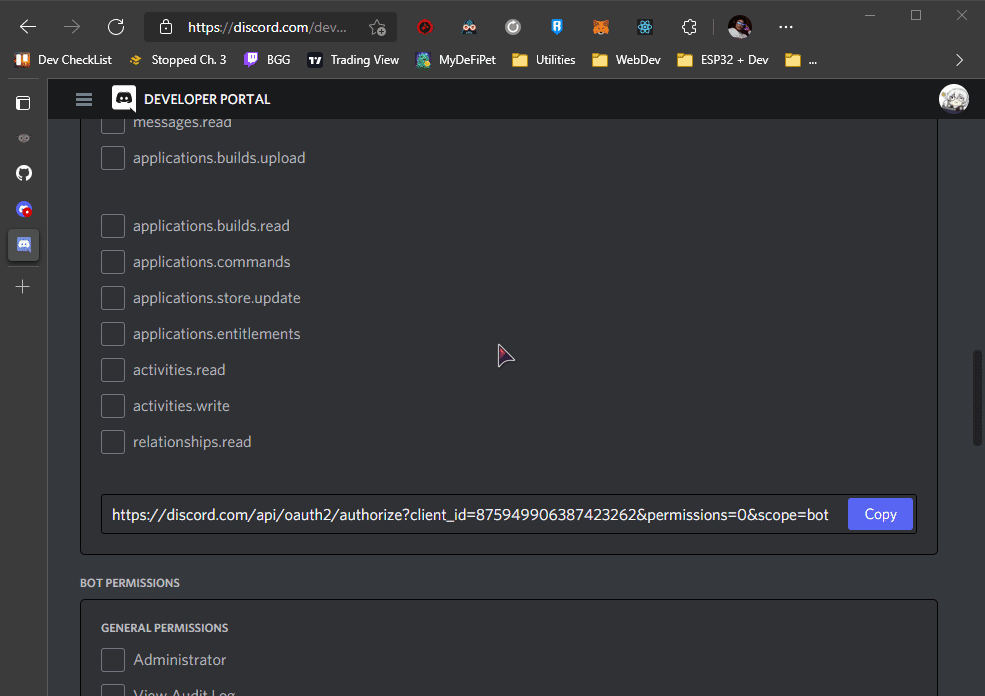 https://discord.com/dev...
Dev CheckList Stopped Ch. 3 BGG Trading View MyDeFiPet Utilities WebDev ESP32 + Dev ...
DEVELOPER PORTAL
messages.read
applications.builds.upload
applications.builds.read
applications.commands
applications.store.update
applications.entitlements
activities.read
activities.write
relationships.read
https://discord.com/api/oauth2/authorize?client_id=875949906387423262&permissions=0&scope=bot Copy
BOT PERMISSIONS
GENERAL PERMISSIONS
Administrator
View Audit Log